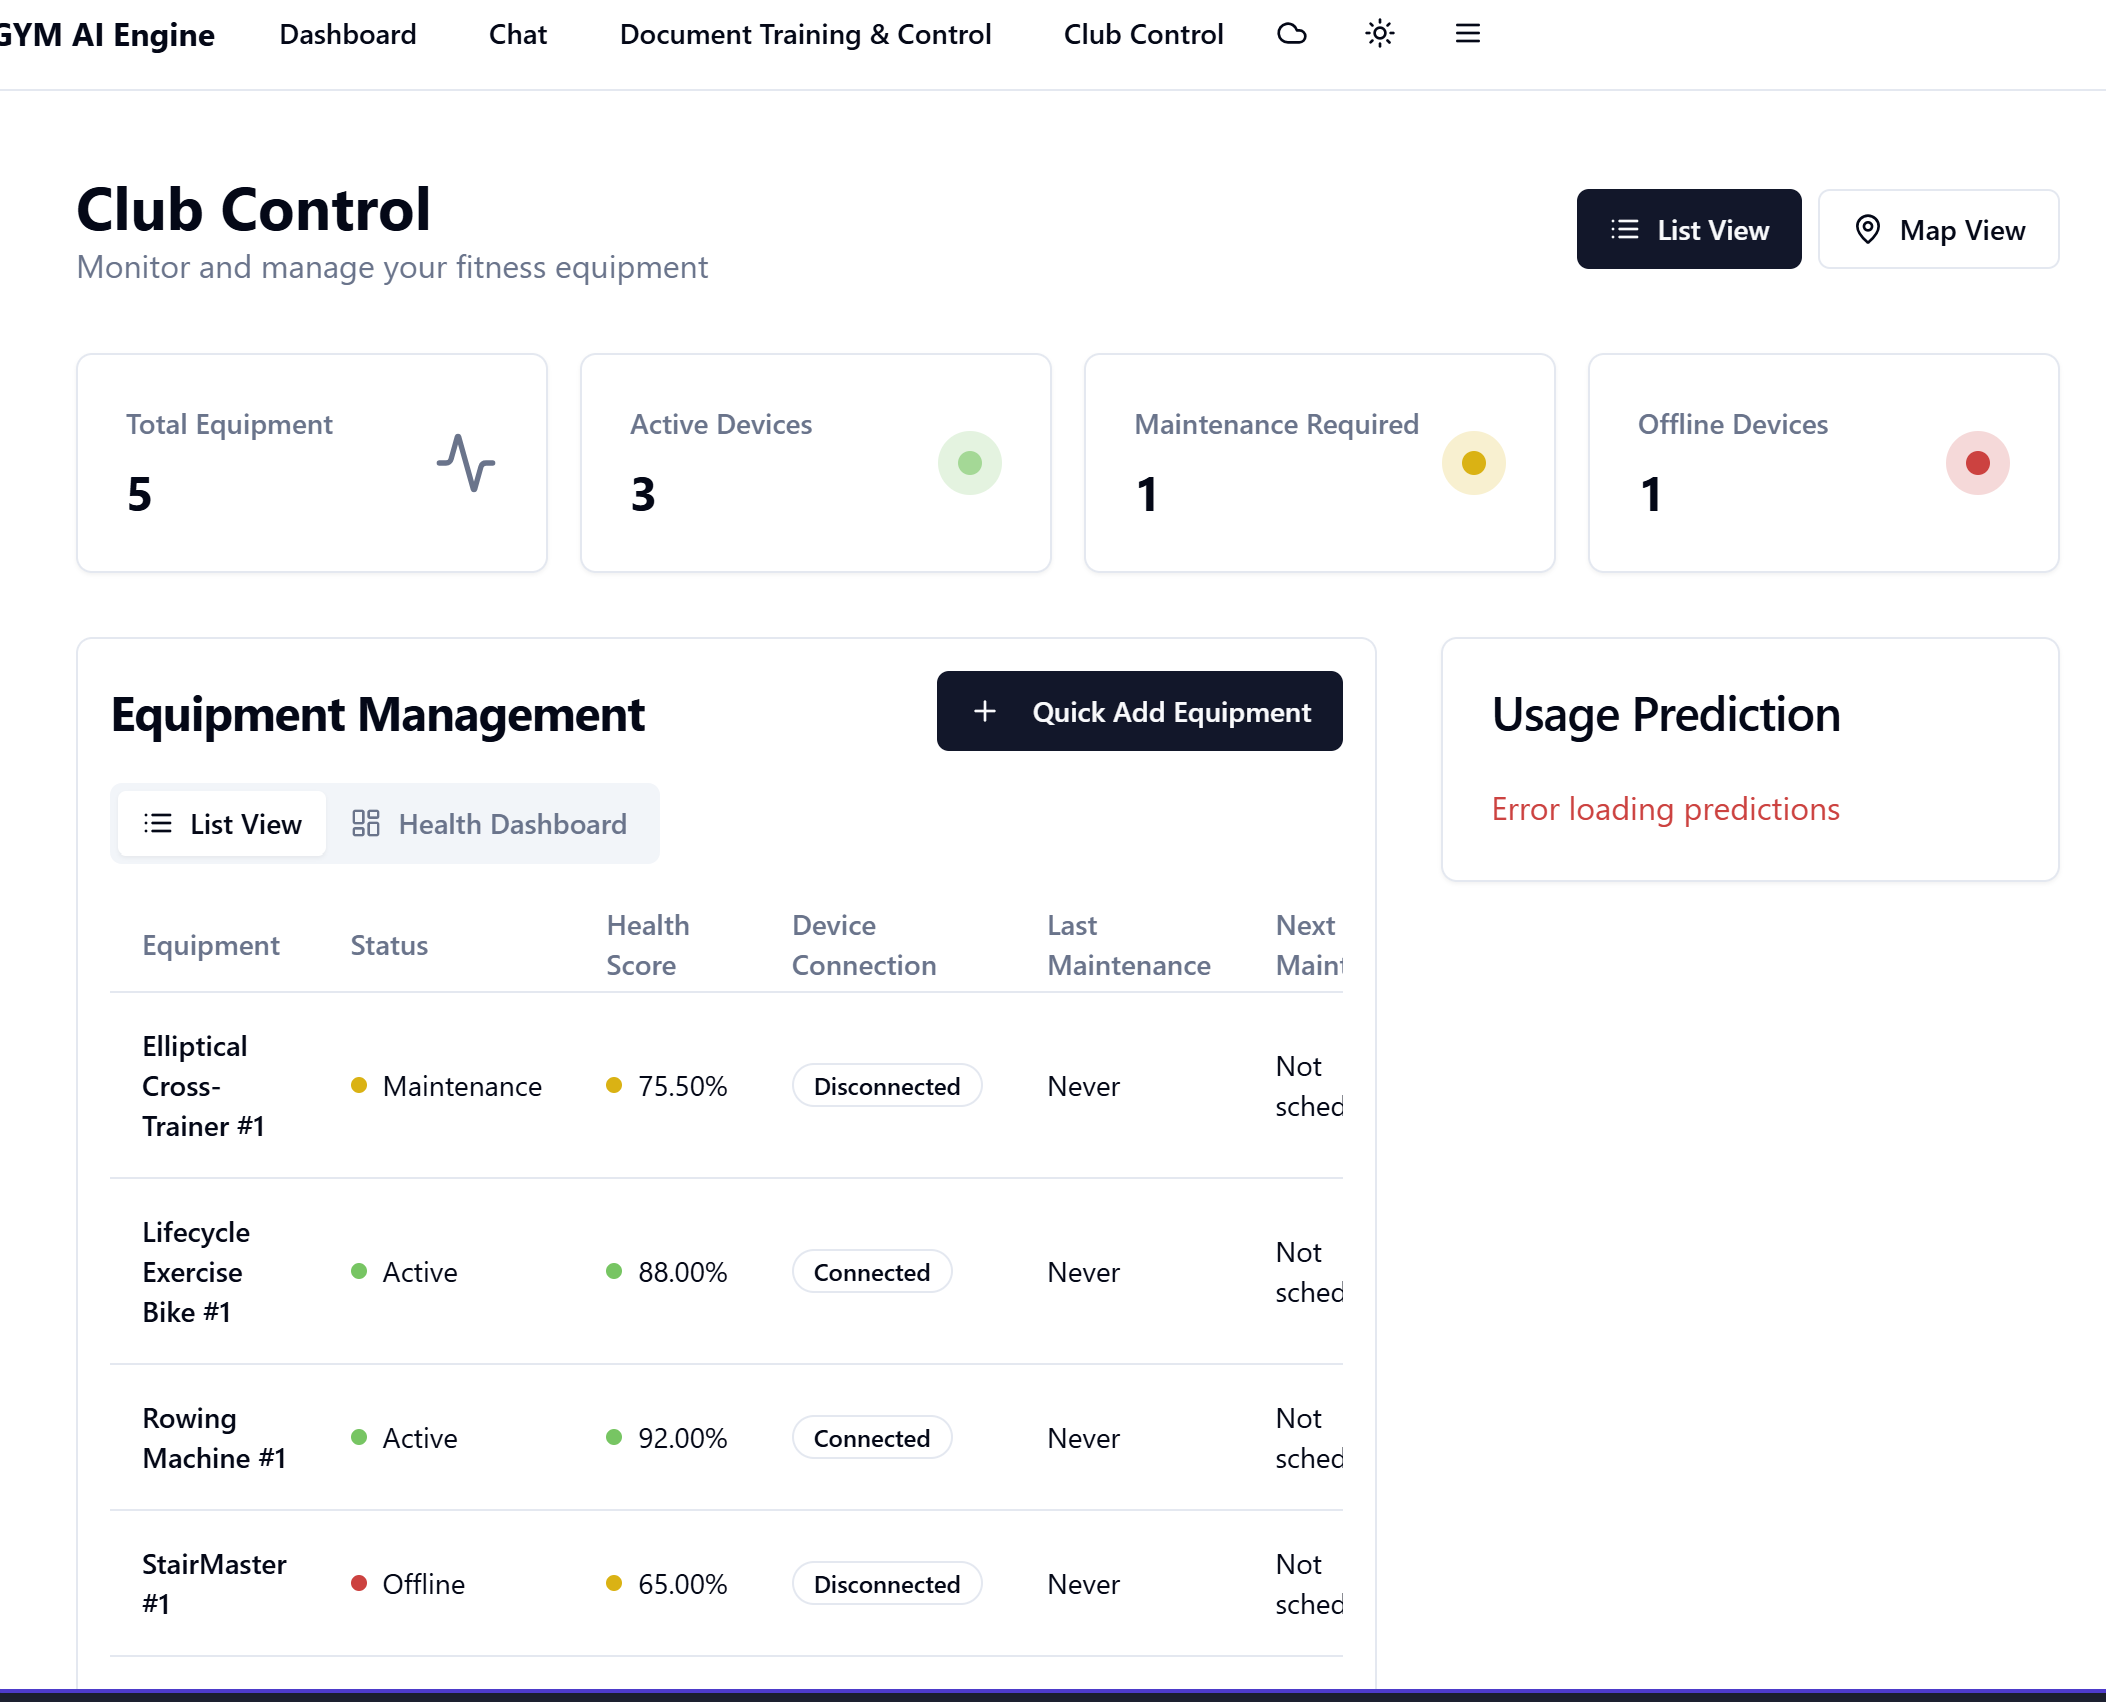 GYM AI Engine
Dashboard
Chat
Document Training & Control
Club Control
Club Control
Monitor and manage your fitness equipment
List View
Map View
Total Equipment
5
Active Devices
3
Maintenance Required
1
Offline Devices
1
Equipment Management
Quick Add Equipment
List View
Health Dashboard
Equipment
Status
Health
Score
Device
Connection
Last
Maintenance
Next
Maint
Elliptical
Cross-
Trainer #1
Maintenance
75.50%
Disconnected
Never
Not
sched
Lifecycle
Exercise
Bike #1
Active
88.00%
Connected
Never
Not
sched
Rowing
Machine #1
Active
92.00%
Connected
Never
Not
sched
StairMaster
#1
Offline
65.00%
Disconnected
Never
Not
sched
Usage Prediction
Error loading predictions